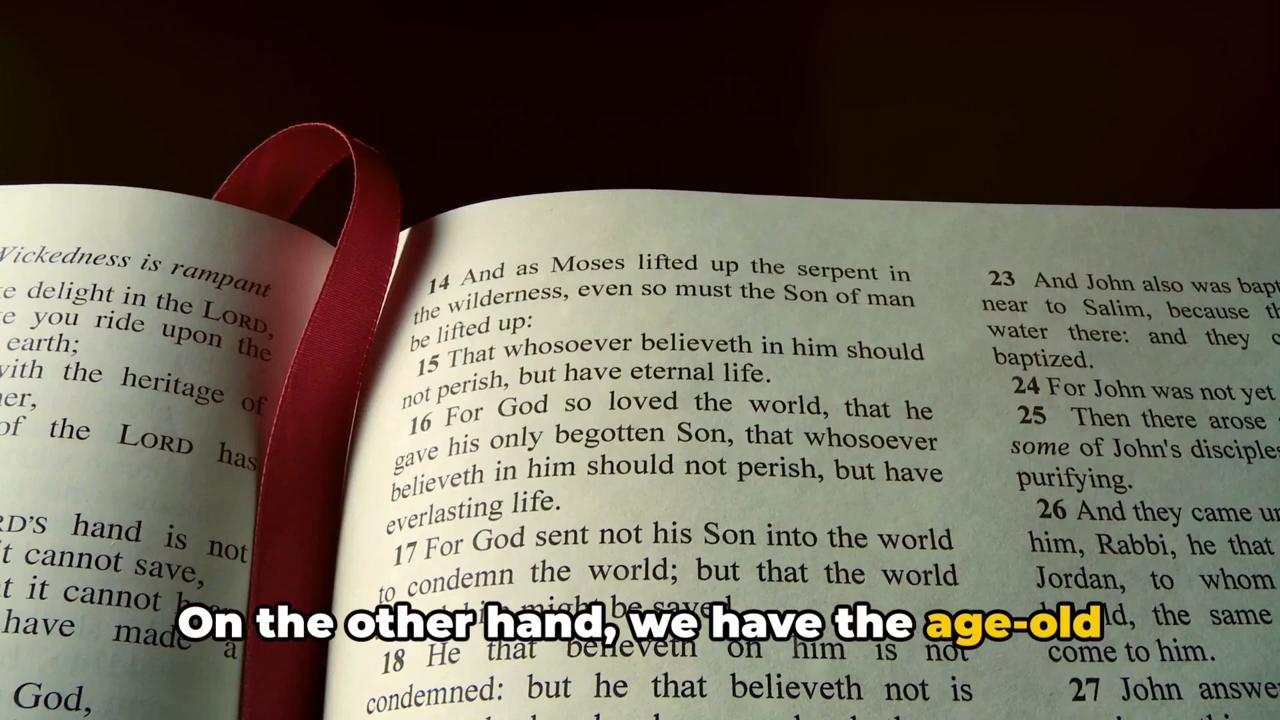 Wickedness is rampant
delight in the LORD,
you ride upon the
earth;
with the heritage of
of the LORD has
hand is not
it cannot save,
it cannot
have made a
God,
14 And as Moses lifted up the serpent in
the wilderness, even so must the Son of man
be lifted up:
15 That whosoever believeth in him should
not perish, but have eternal life.
16 For God so loved the world, that he
gave his only begotten Son, that whosoever
believeth in him should not perish, but have
everlasting life.
17 For God sent not his Son into the world
to condemn the world; but that the world
might be saved.
18 He that believeth on him is not
condemned: but he that believeth not is
23 And John also was
near to Salim, because
water there: and they
baptized.
24 For John was not yet
25 Then there arose
some of John's
purifying.
26 And they came
him, Rabbi, he that
Jordan, to whom
the same
come to him.
27 John
On the other hand, we have the age-old